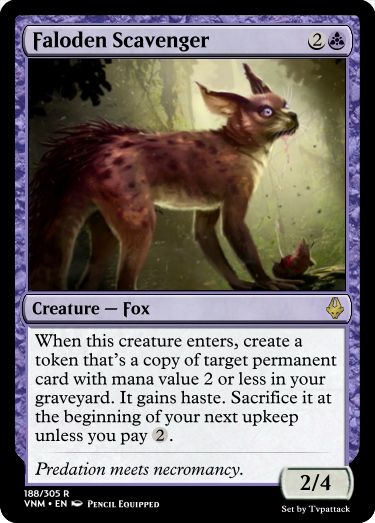 Faloden Scavenger 2
Creature — Fox
When this creature enters, create a
token that's a copy of target permanent
card with mana value 2 or less in your
graveyard. It gains haste. Sacrifice it at
the beginning of your next upkeep
unless you pay 2.
Predation meets necromancy.
2/4
188/305 R
VNM • EN Pencil Equipped
Set by Tvpattack